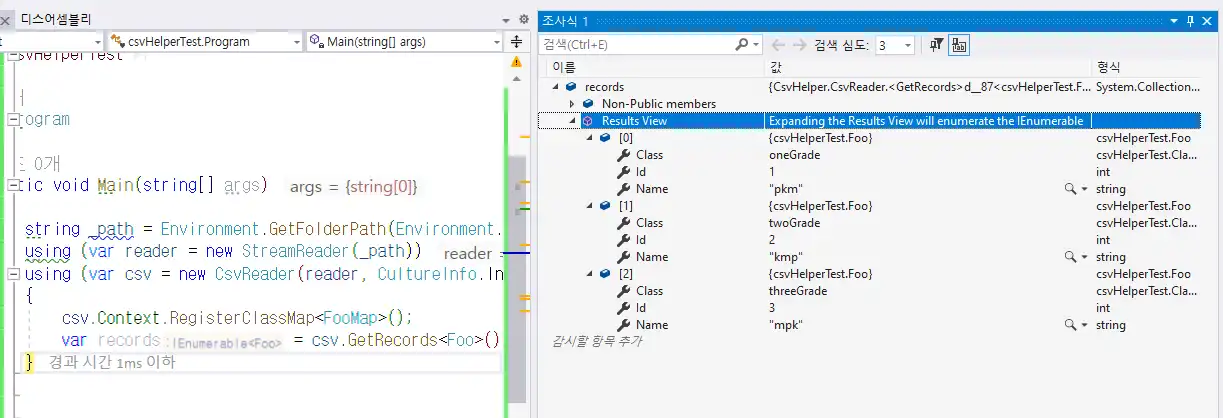 디스어셈블리
csvHelperTest.Program
Main(string[] args)
svHelperTest
rogram
0개
tic void Main(string[] args) args = {string[0]}
string _path = Environment.GetFolderPath(Environment.
using (var reader = new StreamReader(_path)) reader =
using (var csv = new CsvReader(reader, CultureInfo.In
{
csv.Context.RegisterClassMap<FooMap>();
var records:IEnumerable<Foo> = csv.GetRecords<Foo>()
} 경과 시간 1ms 이하
조사식 1
검색(Ctrl+E) 검색 심도: 3
이름 값 형식
records {CsvHelper.CsvReader.<GetRecords>d__87<csvHelperTest.F... System.Collection...
Non-Public members
Results View Expanding the Results View will enumerate the IEnumerable
[0] {csvHelperTest.Foo} csvHelperTest.Foo
Class oneGrade csvHelperTest.Cla...
Id 1 int
Name "pkm" string
[1] {csvHelperTest.Foo} csvHelperTest.Foo
Class twoGrade csvHelperTest.Cla...
Id 2 int
Name "kmp" string
[2] {csvHelperTest.Foo} csvHelperTest.Foo
Class threeGrade csvHelperTest.Cla...
Id 3 int
Name "mpk" string
감시할 항목 추가